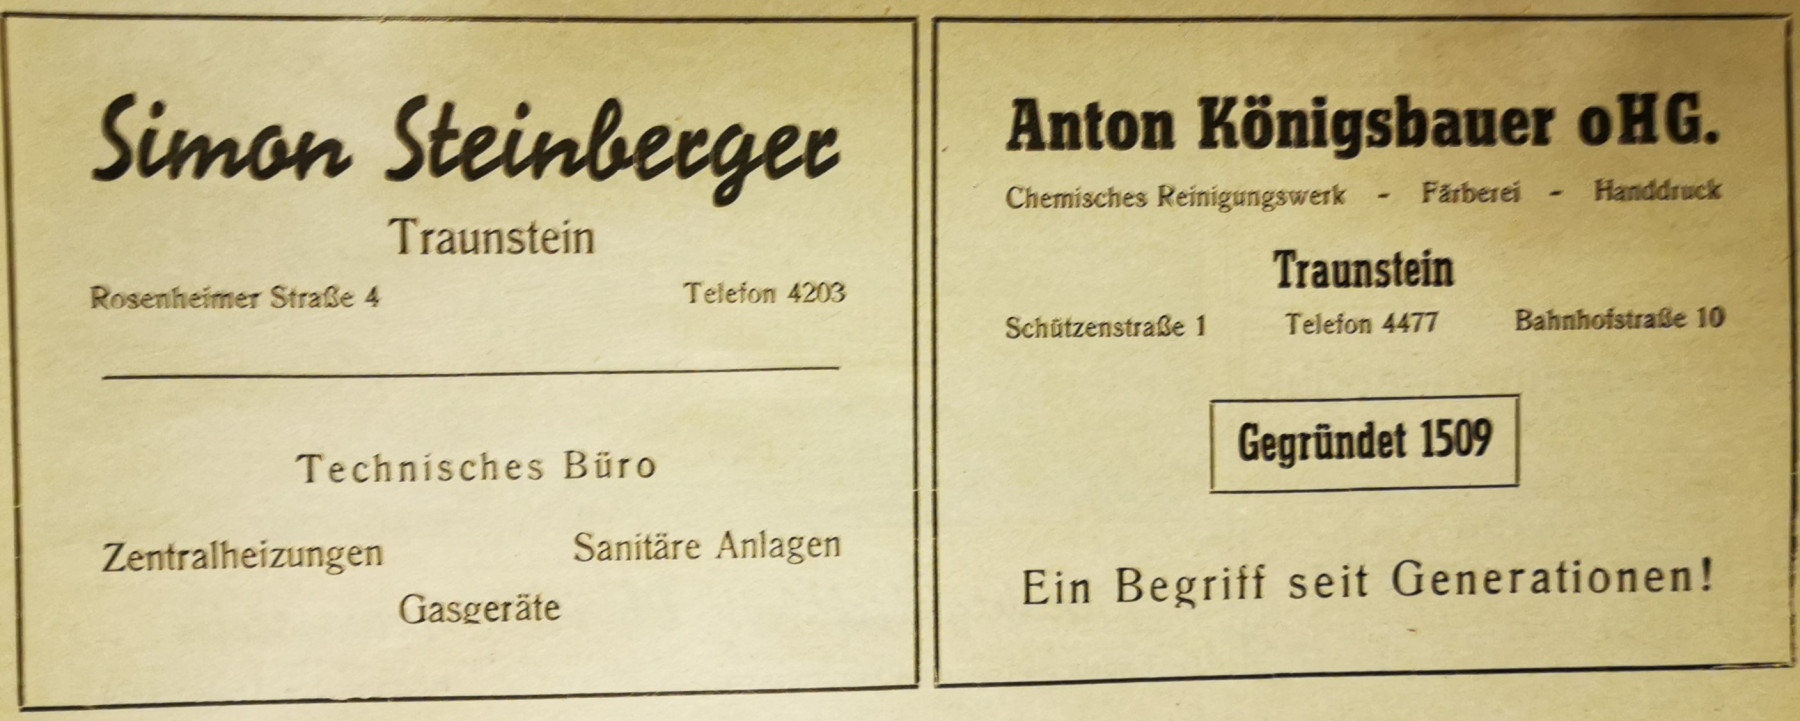 Simon Steinberger
Traunstein
Rosenheimer Straße 4 Telefon 4203
Technisches Büro
Zentralheizungen Sanitäre Anlagen
Gasgeräte
Anton Königsbauer oHG.
Chemisches Reinigungswerk - Färberei - Handdruck
Traunstein
Schützenstraße 1 Telefon 4477 Bahnhofstraße 10
Gegründet 1509
Ein Begriff seit Generationen!